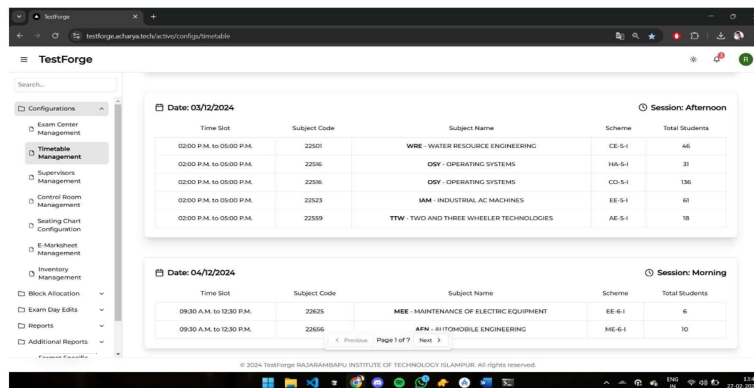 TestForge
testforge.acharya.tech/active/configs/timetable
TestForge
3
R
Search...
Configurations
Exam Center
Management
Timetable
Management
Supervisors
Management
Control Room
Management
Seating Chart
Configuration
E-Marksheet
Management
Inventory
Management
Block Allocation
Exam Day Edits
Reports
Additional Reports
Format Specific
Date: 03/12/2024 Session: Afternoon
Time Slot Subject Code Subject Name Scheme Total Students
02:00 P.M. to 05:00 P.M. 22501 WRE - WATER RESOURCE ENGINEERING CE-5-I 46
02:00 P.M. to 05:00 P.M. 22516 OSY - OPERATING SYSTEMS HA-5-I 31
02:00 P.M. to 05:00 P.M. 22516 OSY - OPERATING SYSTEMS CO-5-I 136
02:00 P.M. to 05:00 P.M. 22523 IAM - INDUSTRIAL AC MACHINES EE-5-I 61
02:00 P.M. to 05:00 P.M. 22559 TTW - TWO AND THREE WHEELER TECHNOLOGIES AE-5-I 18
Date: 04/12/2024 Session: Morning
Time Slot Subject Code Subject Name Scheme Total Students
09:30 A.M. to 12:30 P.M. 22625 MEE - MAINTENANCE OF ELECTRIC EQUIPMENT EE-6-I 6
09:30 A.M. to 12:30 P.M. 22656 AEN - AUTOMOBILE ENGINEERING ME-6-I 10
Previous Page 1 of 7 Next
© 2024 TestForge RAJARAMBAPU INSTITUTE OF TECHNOLOGY ISLAMPUR. All rights reserved.
ENG
IN